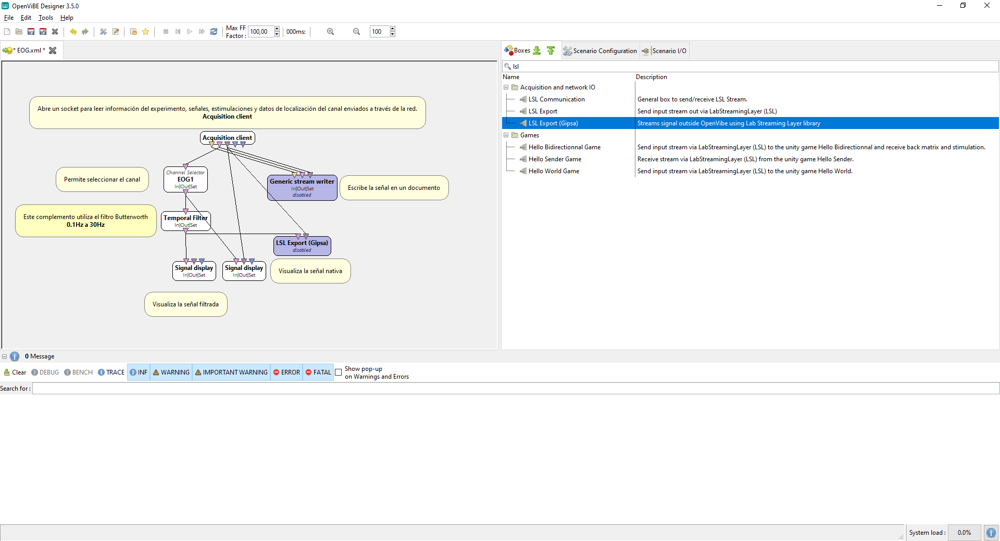 OpenViBE Designer 3.5.0
File Edit Tools Help
Max FF
Factor : 100,00 000ms: 100
* EOG.xml *
Boxes Scenario Configuration Scenario I/O
lsl
Name Description
Acquisition and network IO
LSL Communication General box to send/receive LSL Stream.
LSL Export Send input stream out via LabStreamingLayer (LSL)
LSL Export (Gipsa) Streams signal outside OpenVibe using Lab Streaming Layer library
Games
Hello Bidirectionnal Game Send input stream via LabStreamingLayer (LSL) to the unity game Hello Bidirectionnal and receive back matrix and stimulation.
Hello Sender Game Receive stream via LabStreamingLayer (LSL) from the unity game Hello Sender.
Hello World Game Send input stream via LabStreamingLayer (LSL) to the unity game Hello World.
Abre un socket para leer información del experimento, señales, estimulaciones y datos de localización del canal enviados a través de la red.
Acquisition client
Acquisition client
Permite seleccionar el canal
Channel Selector
EOG1
In|Out|Set
Generic stream writer
In|Out|Set
disabled
Escribe la señal en un documento
Este complemento utiliza el filtro Butterworth
0.1Hz a 30Hz
Temporal Filter
In|Out|Set
LSL Export (Gipsa)
disabled
Signal display
In|Out|Set
Signal display
In|Out|Set
Visualiza la señal nativa
Visualiza la señal filtrada
0 Message
Clear DEBUG BENCH TRACE INF WARNING IMPORTANT WARNING ERROR FATAL Show pop-up
on Warnings and Errors
Search for :
System load : 0.0%